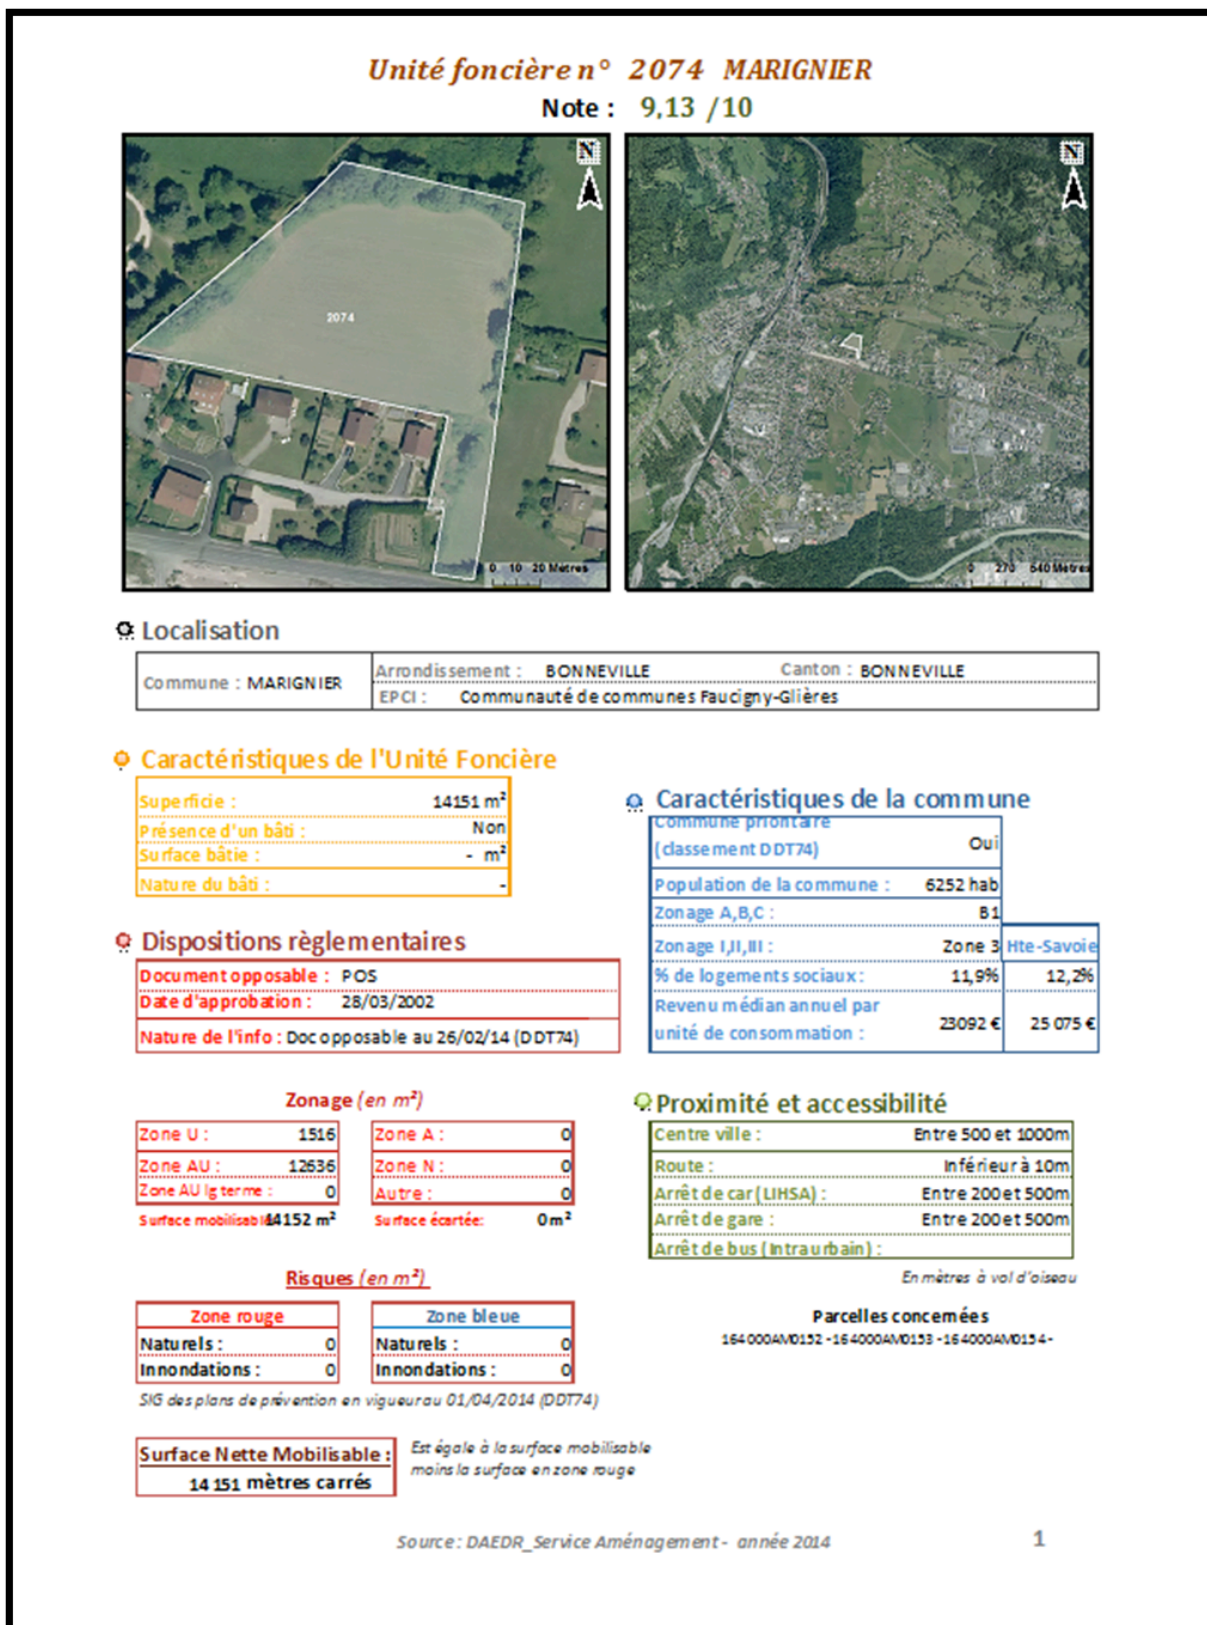 Unité foncière n° 2074 MARIGNIER
Note : 9,13 /10
N
2074
0 10 20 Mètres
N
0 270 540 Mètres
Localisation
Commune : MARIGNIER
Arrondissement : BONNEVILLE Canton : BONNEVILLE
EPCI : Communauté de communes Faucigny-Glières
Caractéristiques de l'Unité Foncière
Superficie : 14151 m²
Présence d'un bâti : Non
Surface bâtie : - m²
Nature du bâti : -
Caractéristiques de la commune
Commune prioritaire
(classement DDT74) Oui
Population de la commune : 6252 hab
Zonage A,B,C : B1
Zonage I,II,III : Zone 3 Hte-Savoie
% de logements sociaux : 11,9% 12,2%
Revenu médian annuel par
unité de consommation : 23092 € 25 075 €
Dispositions règlementaires
Document opposable : POS
Date d'approbation : 28/03/2002
Nature de l'info : Doc opposable au 26/02/14 (DDT74)
Zonage (en m²)
Zone U : 1516 Zone A : 0
Zone AU : 12636 Zone N : 0
Zone AU lg terme : 0 Autre : 0
Surface mobilisable 14152 m² Surface écartée: 0 m²
Proximité et accessibilité
Centre ville : Entre 500 et 1000m
Route : Inférieur à 10m
Arrêt de car (LIHSA) : Entre 200 et 500m
Arrêt de gare : Entre 200 et 500m
Arrêt de bus (Intraurbain) :
En mètres à vol d'oiseau
Risques (en m²)
Zone rouge Zone bleue
Naturels : 0 Naturels : 0
Innondations : 0 Innondations : 0
SIG des plans de prévention en vigueur au 01/04/2014 (DDT74)
Parcelles concernées
164000AM0152 -164000AM0153 -164000AM0154-
Surface Nette Mobilisable :
14 151 mètres carrés
Est égale à la surface mobilisable
moins la surface en zone rouge
Source : DAEDR_Service Aménagement - année 2014 1